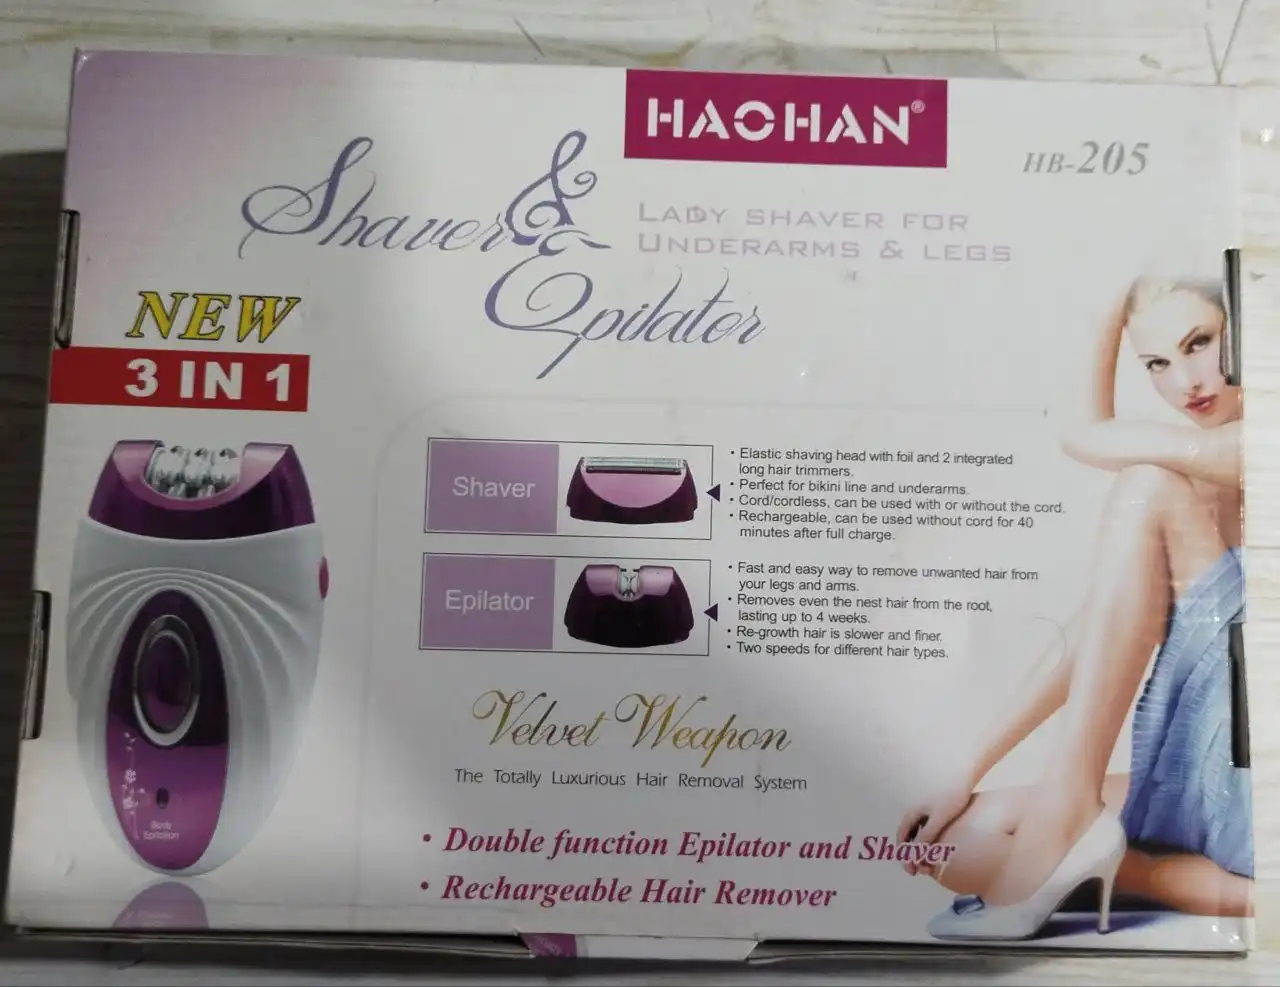 HAOHAN®
HB-205
Shaver &
Epilator
LADY SHAVER FOR
UNDERARMS & LEGS
NEW
3 IN 1
Shaver
• Elastic shaving head with foil and 2 integrated
long hair trimmers.
• Perfect for bikini line and underarms.
• Cord/cordless, can be used with or without the cord.
• Rechargeable, can be used without cord for 40
minutes after full charge.
Epilator
• Fast and easy way to remove unwanted hair from
your legs and arms.
• Removes even the nest hair from the root,
lasting up to 4 weeks.
• Re-growth hair is slower and finer.
• Two speeds for different hair types.
Velvet Weapon
The Totally Luxurious Hair Removal System
Body
Epilation
• Double function Epilator and Shaver
• Rechargeable Hair Remover